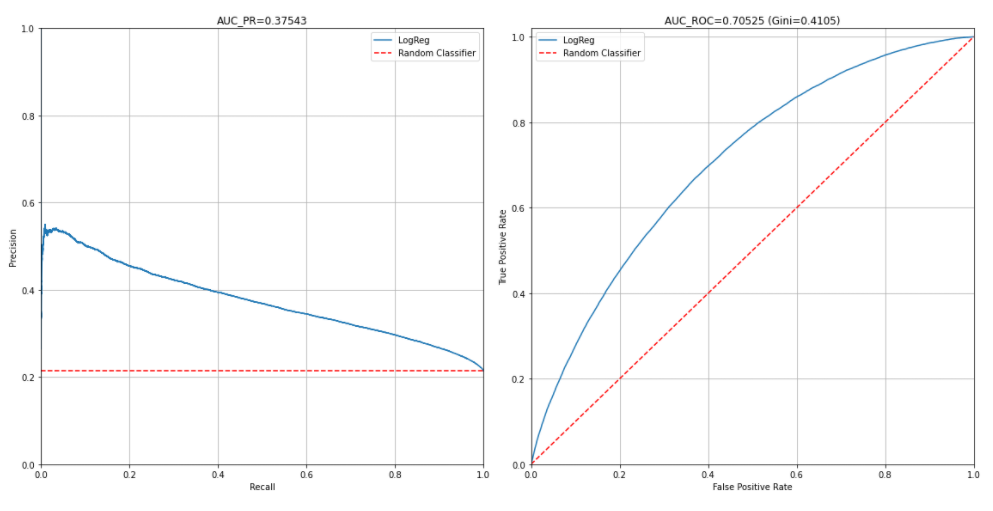 AUC_PR=0.37543
1.0
0.8
0.6
0.4
0.2
0.0
Precision
0.0 0.2 0.4 0.6 0.8 1.0
Recall
LogReg
Random Classifier
AUC_ROC=0.70525 (Gini=0.4105)
1.0
0.8
0.6
0.4
0.2
0.0
True Positive Rate
0.0 0.2 0.4 0.6 0.8 1.0
False Positive Rate
LogReg
Random Classifier